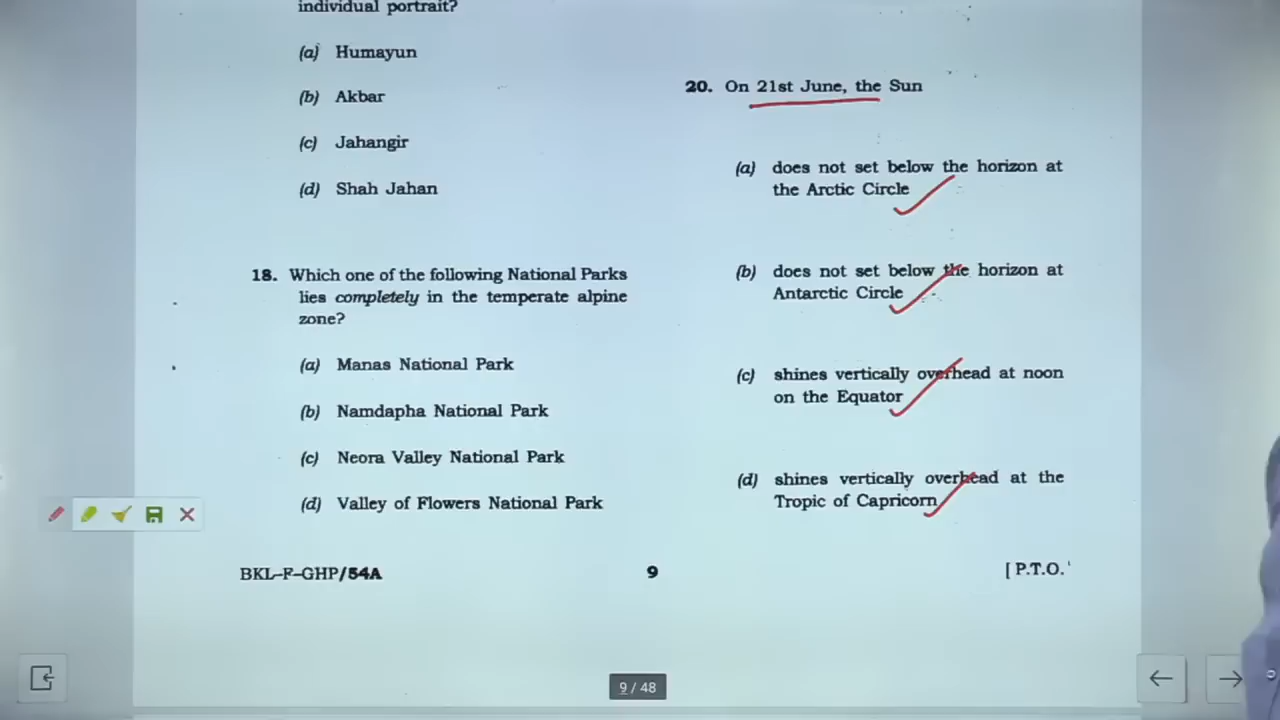 individual portrait?
(a) Humayun
(b) Akbar
(c) Jahangir
(d) Shah Jahan
18. Which one of the following National Parks
lies completely in the temperate alpine
zone?
(a) Manas National Park
(b) Namdapha National Park
(c) Neora Valley National Park
(d) Valley of Flowers National Park
20. On 21st June, the Sun
(a) does not set below the horizon at
the Arctic Circle
(b) does not set below the horizon at
Antarctic Circle
(c) shines vertically overhead at noon
on the Equator
(d) shines vertically overhead at the
Tropic of Capricorn
BKL–F–GHP/54A
9
[ P.T.O.
9 / 48